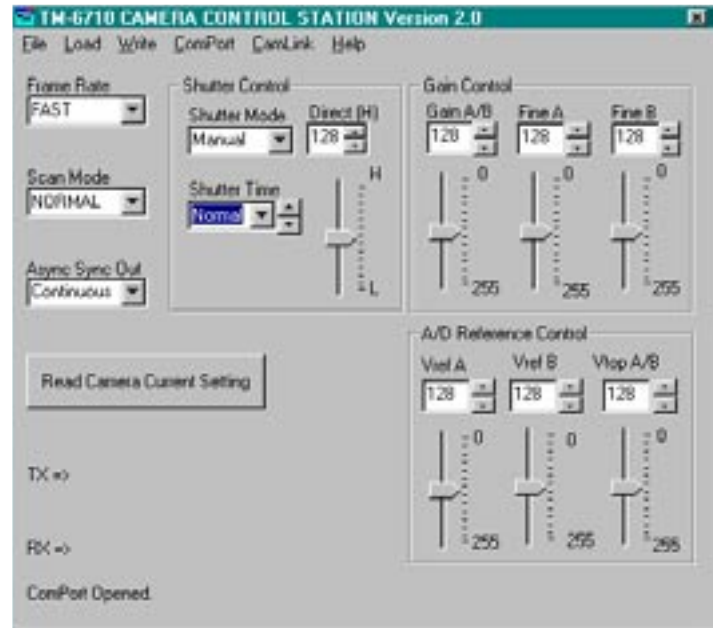 TM-6710 CAMERA CONTROL STATION Version 2.0
File Load Write ComPort CamLink Help
Frame Rate
FAST
Scan Mode
NORMAL
Async Sync Out
Continuous
Shutter Control
Shutter Mode Direct (H)
Manual 128
Shutter Time
Normal
H
L
Gain Control
Gain A/B Fine A Fine B
128 128 128
0 0 0
255 255 255
A/D Reference Control
Vref A Vref B Vtop A/B
128 128 128
0 0 0
255 255 255
Read Camera Current Setting
TX =>
RX =>
ComPort Opened.